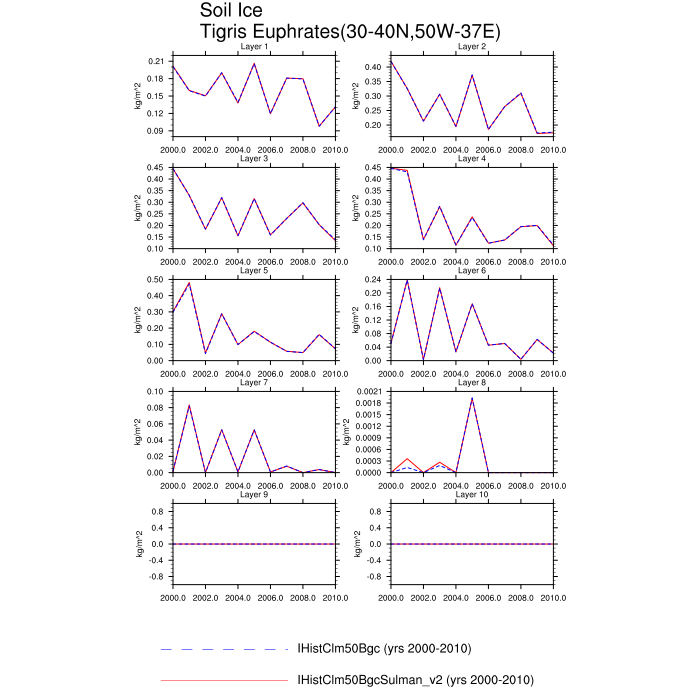 Soil Ice
Tigris Euphrates(30-40N,50W-37E)
Layer 1
Layer 2
kg/m^2
0.21
0.18
0.15
0.12
0.09
2000.0 2002.0 2004.0 2006.0 2008.0 2010.0
kg/m^2
0.40
0.35
0.30
0.25
0.20
2000.0 2002.0 2004.0 2006.0 2008.0 2010.0
Layer 3
Layer 4
kg/m^2
0.45
0.40
0.35
0.30
0.25
0.20
0.15
0.10
2000.0 2002.0 2004.0 2006.0 2008.0 2010.0
kg/m^2
0.45
0.40
0.35
0.30
0.25
0.20
0.15
0.10
2000.0 2002.0 2004.0 2006.0 2008.0 2010.0
Layer 5
Layer 6
kg/m^2
0.50
0.40
0.30
0.20
0.10
0.00
2000.0 2002.0 2004.0 2006.0 2008.0 2010.0
kg/m^2
0.24
0.20
0.16
0.12
0.08
0.04
0.00
2000.0 2002.0 2004.0 2006.0 2008.0 2010.0
Layer 7
Layer 8
kg/m^2
0.10
0.08
0.06
0.04
0.02
0.00
2000.0 2002.0 2004.0 2006.0 2008.0 2010.0
kg/m^2
0.0021
0.0018
0.0015
0.0012
0.0009
0.0006
0.0003
0.0000
2000.0 2002.0 2004.0 2006.0 2008.0 2010.0
Layer 9
Layer 10
kg/m^2
0.8
0.4
0.0
-0.4
-0.8
2000.0 2002.0 2004.0 2006.0 2008.0 2010.0
kg/m^2
0.8
0.4
0.0
-0.4
-0.8
2000.0 2002.0 2004.0 2006.0 2008.0 2010.0
IHistClm50Bgc (yrs 2000-2010)
IHistClm50BgcSulman_v2 (yrs 2000-2010)